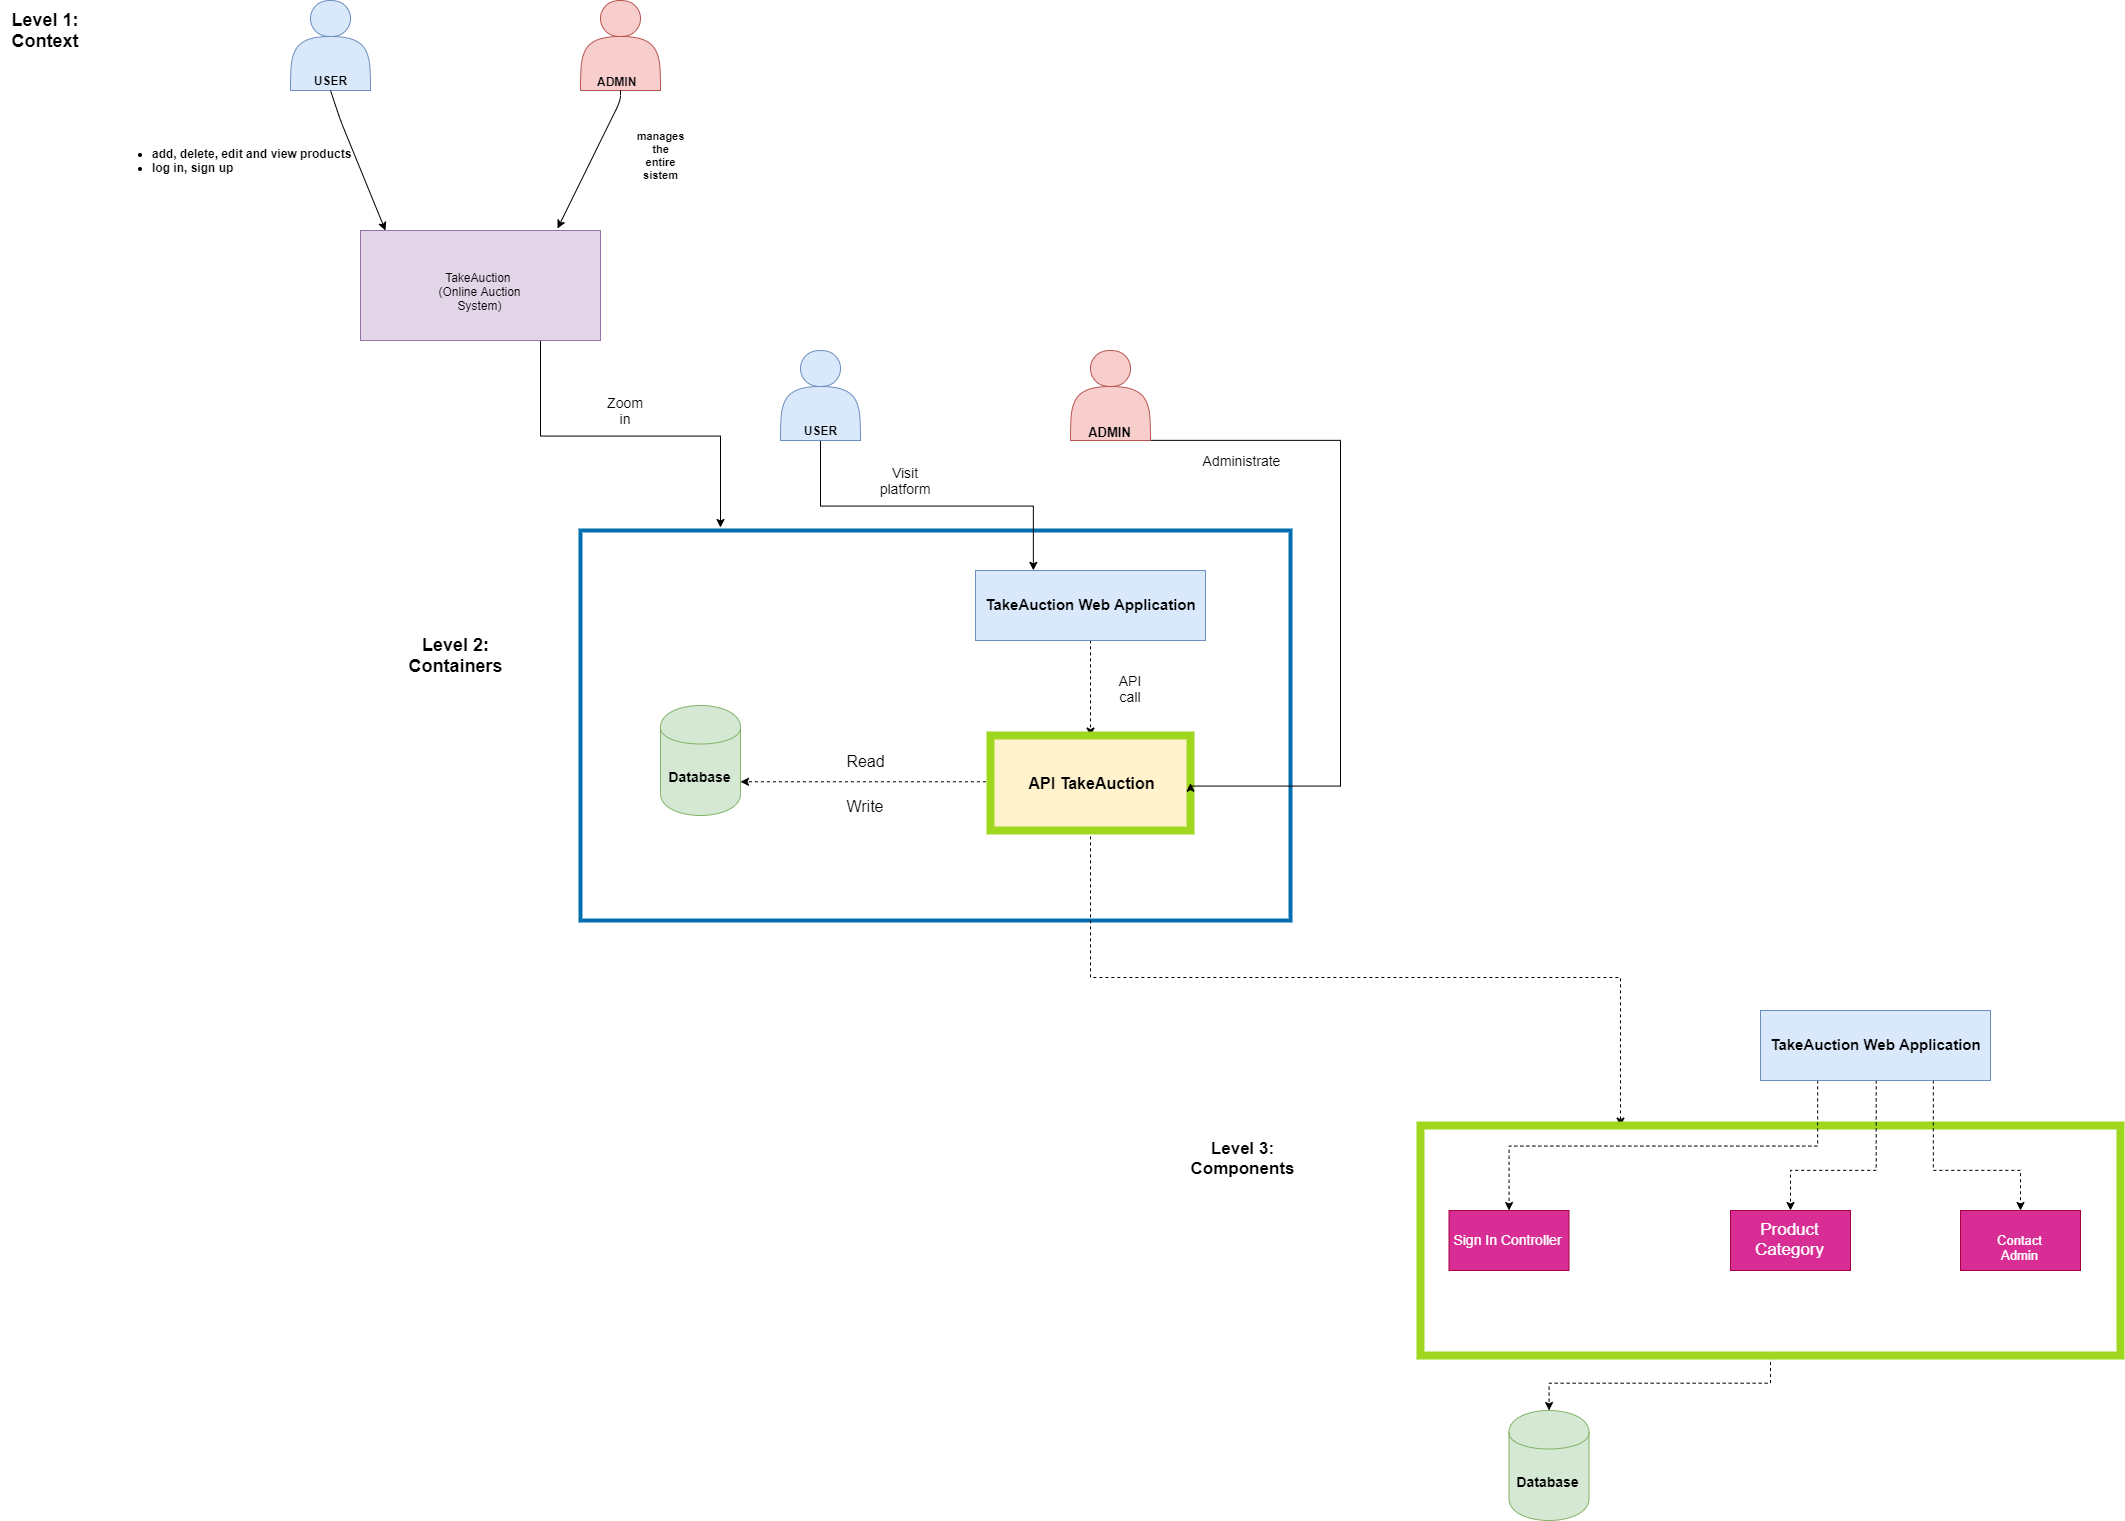 Level 1:
Context
USER
ADMIN
add, delete, edit and view products
log in, sign up
manages
the
entire
sistem
TakeAuction
(Online Auction
System)
Zoom
in
USER
ADMIN
Visit
platform
Administrate
TakeAuction Web Application
Level 2:
Containers
API
call
Database
Read
Write
API TakeAuction
TakeAuction Web Application
Level 3:
Components
Sign In Controller
Product
Category
Contact
Admin
Database